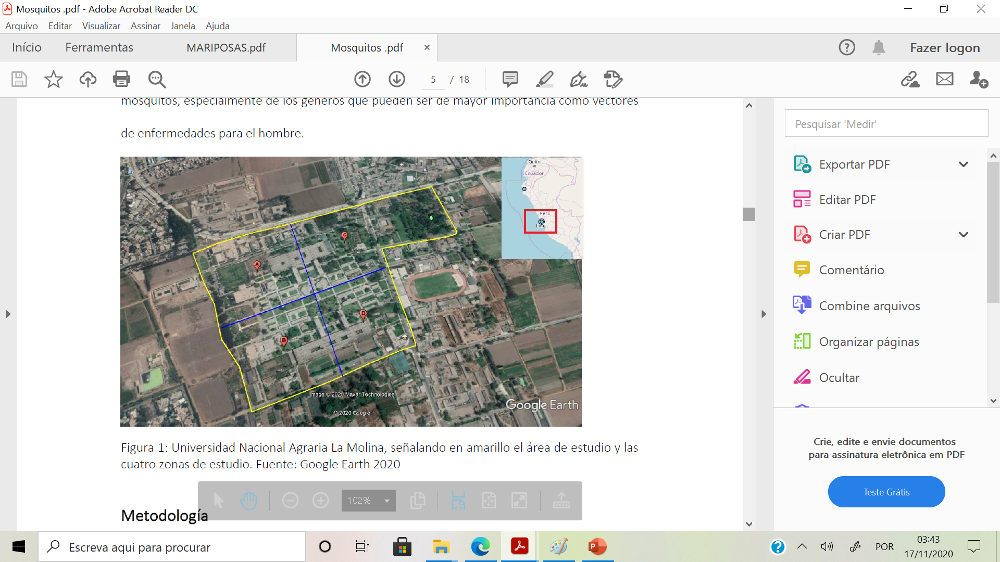 Mosquitos .pdf - Adobe Acrobat Reader DC
Arquivo Editar Visualizar Assinar Janela Ajuda
Início Ferramentas MARIPOSAS.pdf Mosquitos .pdf × Fazer logon
5 / 18
mosquitos, especialmente de los géneros que pueden ser de mayor importancia como vectores
de enfermedades para el hombre.
Quito
Ecuador
Perú
Lima
C
A
D
B
Image © 2020 Maxar Technologies
© 2020 Google
Google Earth
Figura 1: Universidad Nacional Agraria La Molina, señalando en amarillo el área de estudio y las
cuatro zonas de estudio. Fuente: Google Earth 2020
102%
Metodología
Pesquisar 'Medir'
Exportar PDF
Editar PDF
Criar PDF
Comentário
Combine arquivos
Organizar páginas
Ocultar
Crie, edite e envie documentos
para assinatura eletrônica em PDF
Teste Grátis
Escreva aqui para procurar
POR
03:43
17/11/2020